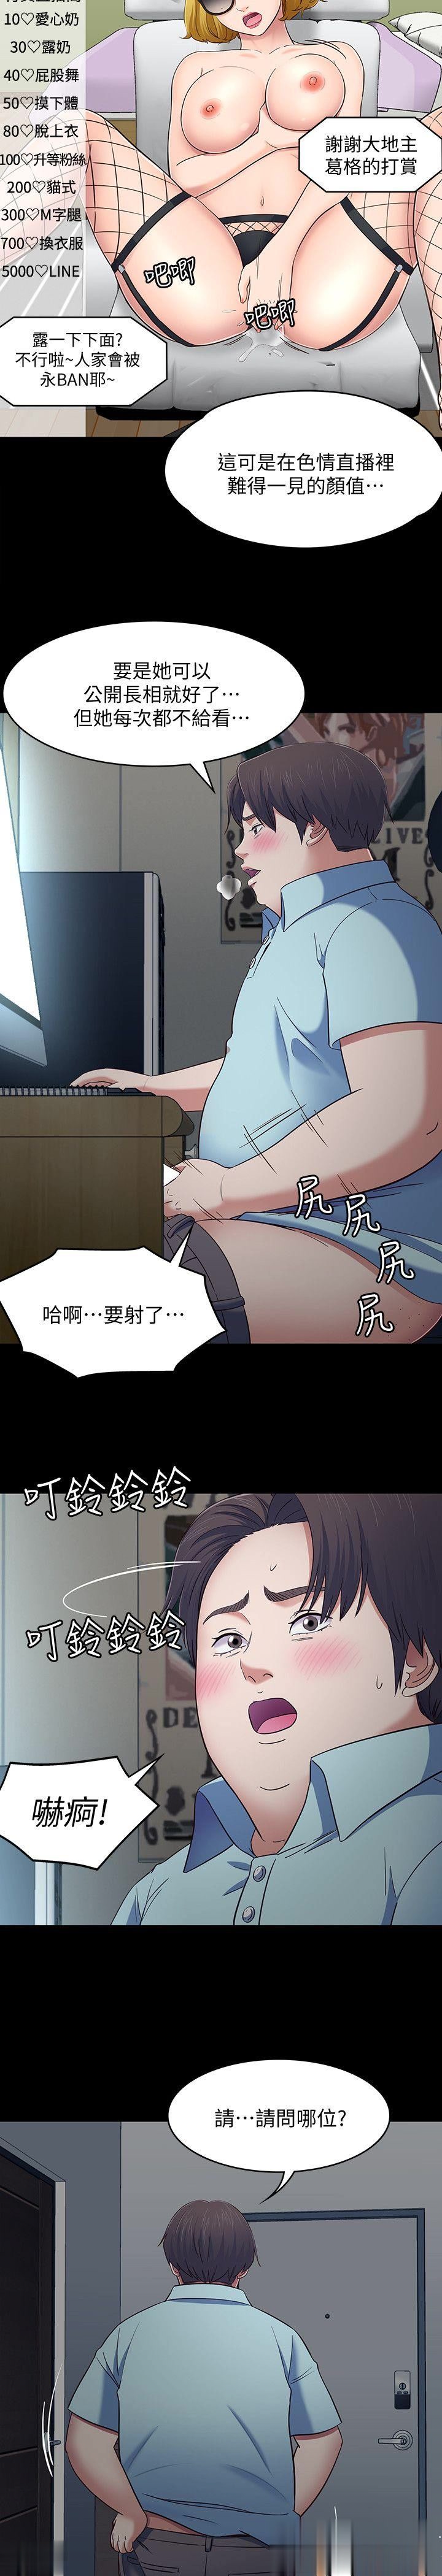 10♡愛心奶
30♡露奶
40♡屁股舞
50♡摸下體
80♡脫上衣
100♡升等粉絲
200♡貓式
300♡M字腿
700♡換衣服
5000♡LINE
謝謝大地主
葛格的打賞
吧唧
吧唧
露一下下面?
不行啦~人家會被
永BAN耶~
這可是在色情直播裡
難得一見的顏值⋯
要是她可以
公開長相就好了⋯
但她每次都不給看⋯
LIVE
尻
尻
尻
尻
哈啊⋯要射了⋯
叮鈴鈴鈴
叮鈴鈴鈴
嚇痾!
請⋯請問哪位?